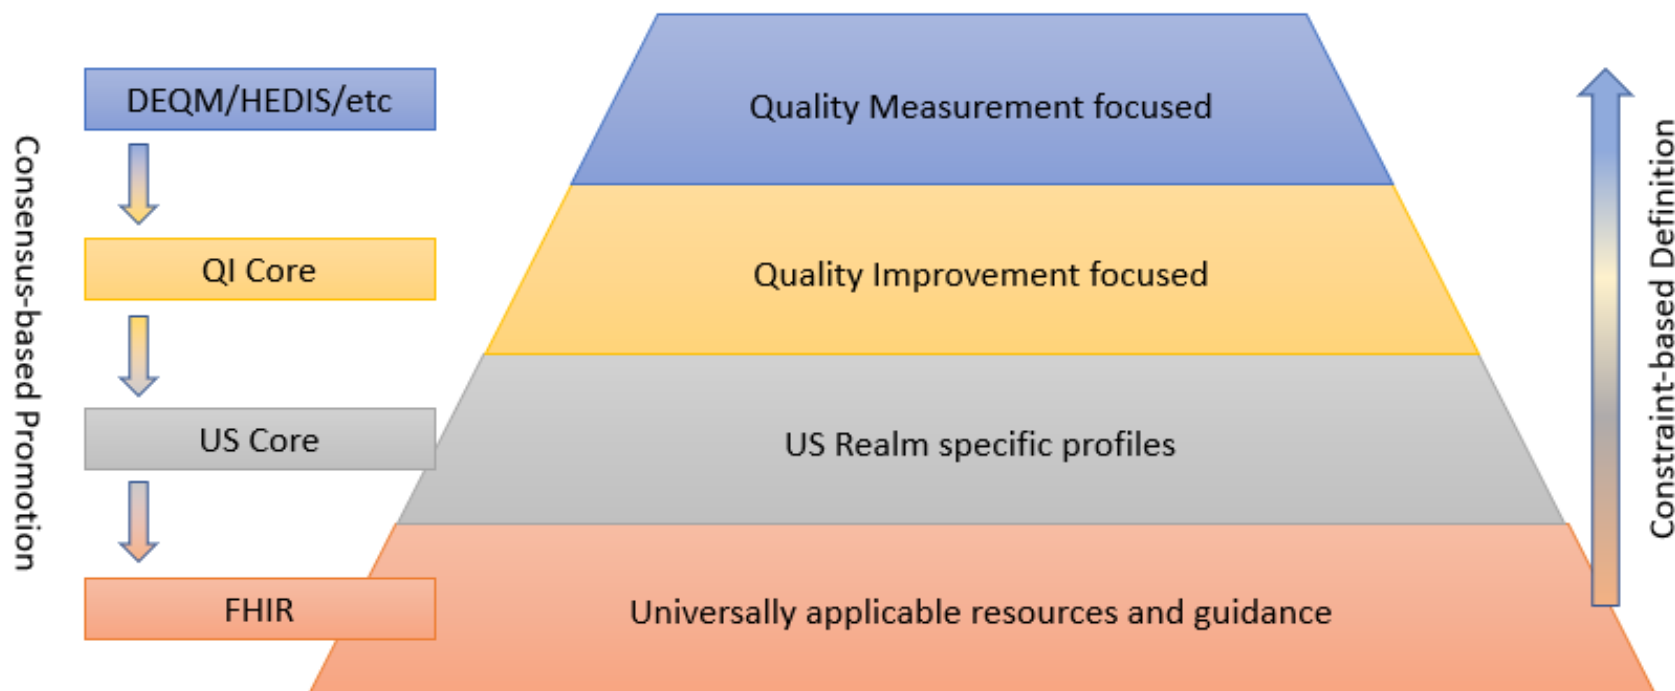 DEQM/HEDIS/etc
Quality Measurement focused
QI Core
Quality Improvement focused
US Core
US Realm specific profiles
FHIR
Universally applicable resources and guidance
Consensus-based Promotion
Constraint-based Definition